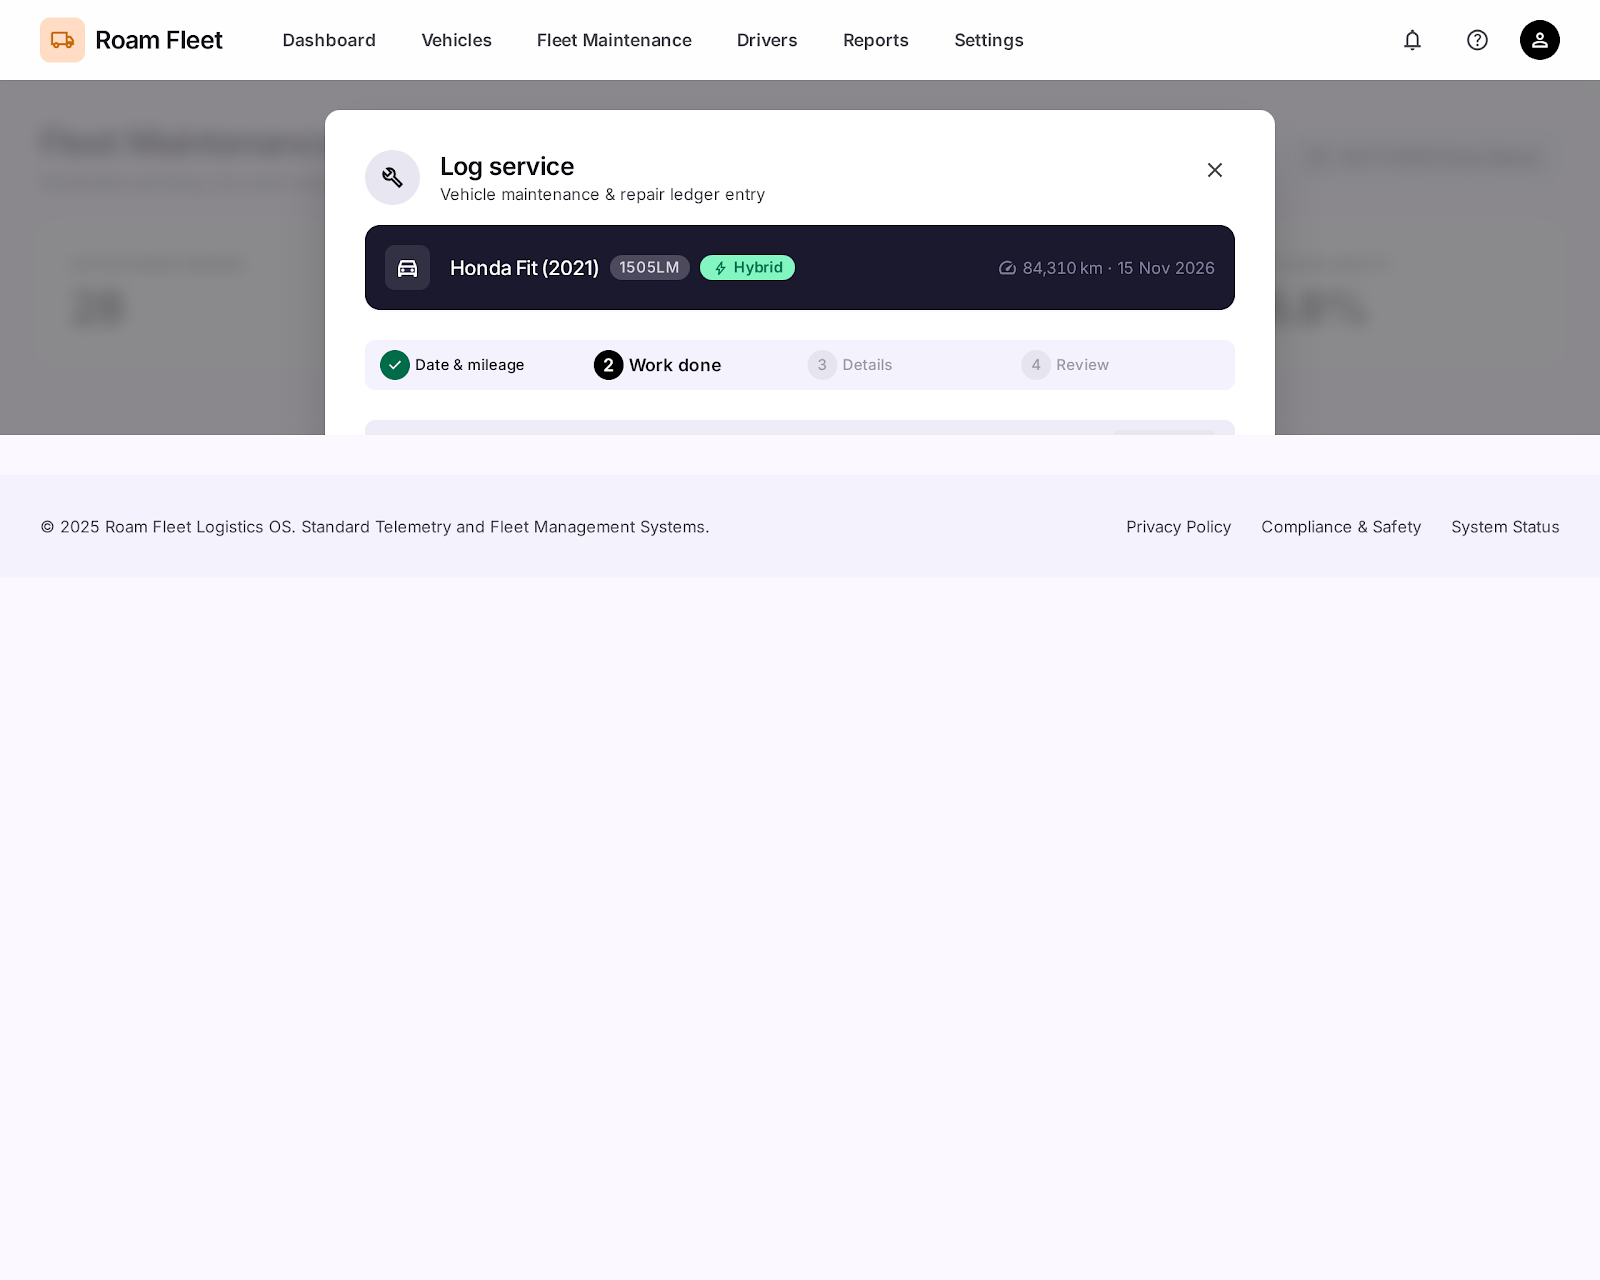 Roam Fleet
Dashboard
Vehicles
Fleet Maintenance
Drivers
Reports
Settings
Log service
Vehicle maintenance & repair ledger entry
Honda Fit (2021)
1505LM
Hybrid
84,310 km · 15 Nov 2026
Date & mileage
2 Work done
3 Details
4 Review
28
© 2025 Roam Fleet Logistics OS. Standard Telemetry and Fleet Management Systems.
Privacy Policy
Compliance & Safety
System Status